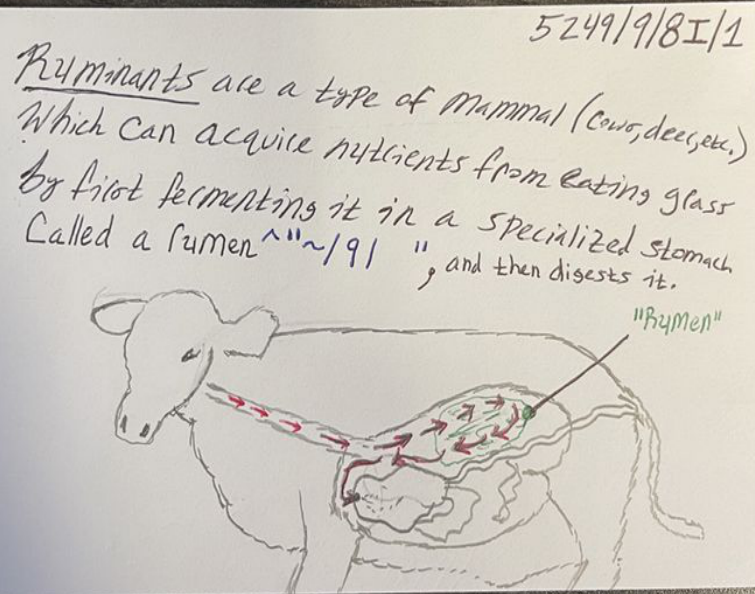 5249/9/8I/1
Ruminants are a type of mammal (cows, deer, etc.)
Which can acquire nutrients from Eating grass
by first fermenting it in a specialized stomach
Called a rumen ^"~/91 ", and then digests it.
"Rumen"